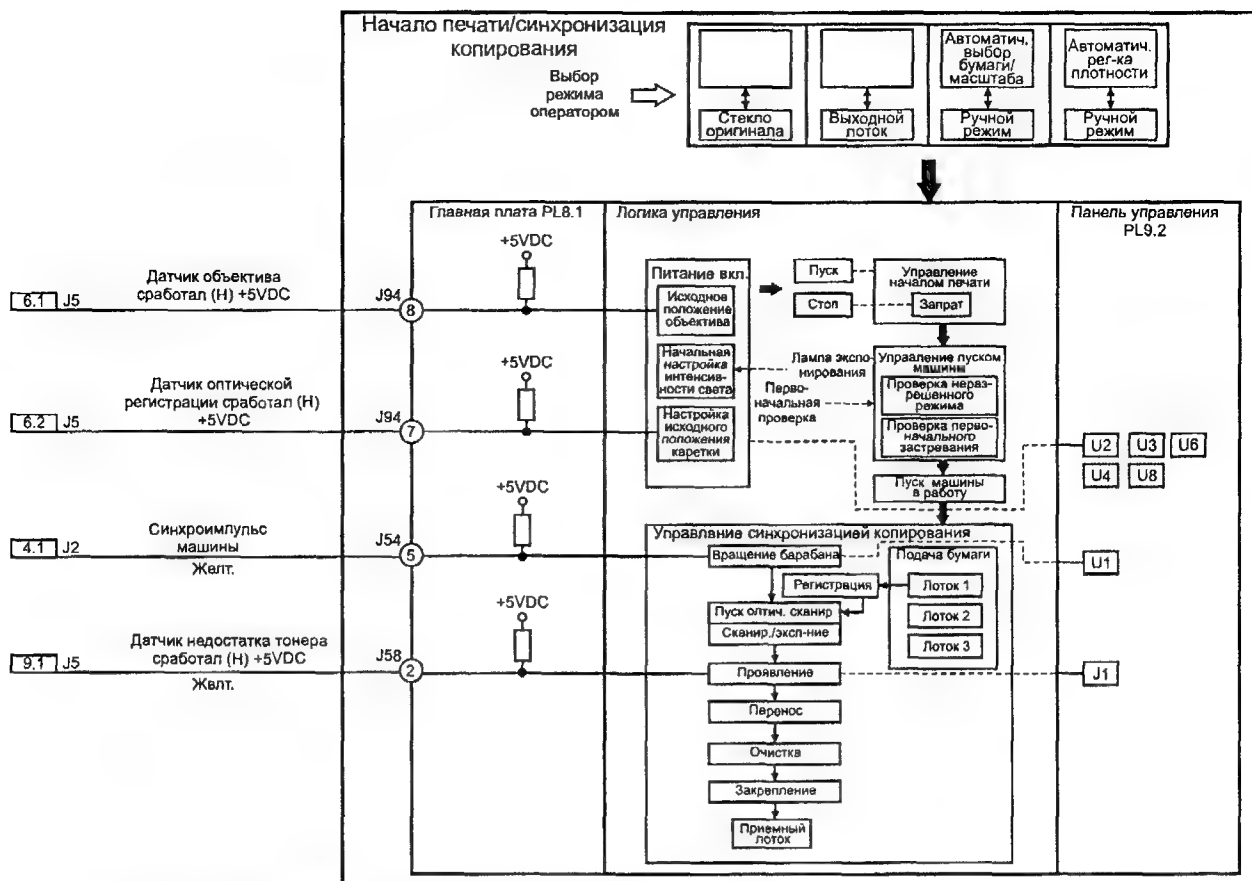 Начало печати/синхронизация
копирования
Выбор
режима
оператором
Стекло
оригинала
Выходной
лоток
Автоматич.
выбор
бумаги/
масштаба
Ручной
режим
Автоматич.
рег-ка
плотности
Ручной
режим
Главная плата PL8.1
Логика управления
Панель управления
PL9.2
Датчик объектива
сработал (Н) +5VDC
6.1 J5
J94
8
+5VDC
Датчик оптической
регистрации сработал (Н)
+5VDC
6.2 J5
J94
7
+5VDC
Синхроимпульс
машины
4.1 J2
Желт.
J54
5
+5VDC
Датчик недостатка тонера
сработал (Н) +5VDC
9.1 J5
Жвлт.
J58
2
+5VDC
Питание вкл.
Исходное
положение
объектива
Начальная
настройка
интенсив-
ности света
Настройка
исходного
положения
каретки
Пуск
Стоп
Управление
началом печати
Запрат
Лампа экспо-
нирования
Перво-
начальная
проверка
Упрааление пуском
машины
Проверка нераз-
решенного
режима
Проверка перво-
начального
застревания
Пуск машины
в работу
Управлание синхронизацией копирования
Вращение барабана
Подача бумаги
Регистрация
Лоток 1
Лоток 2
Лоток 3
Пуск оптич. сканир
Сканир./эксп-ние
Проявление
Перенос
Очистка
Закрепление
Приемный
лоток
U2 U3 U6
U4 U8
U1
J1